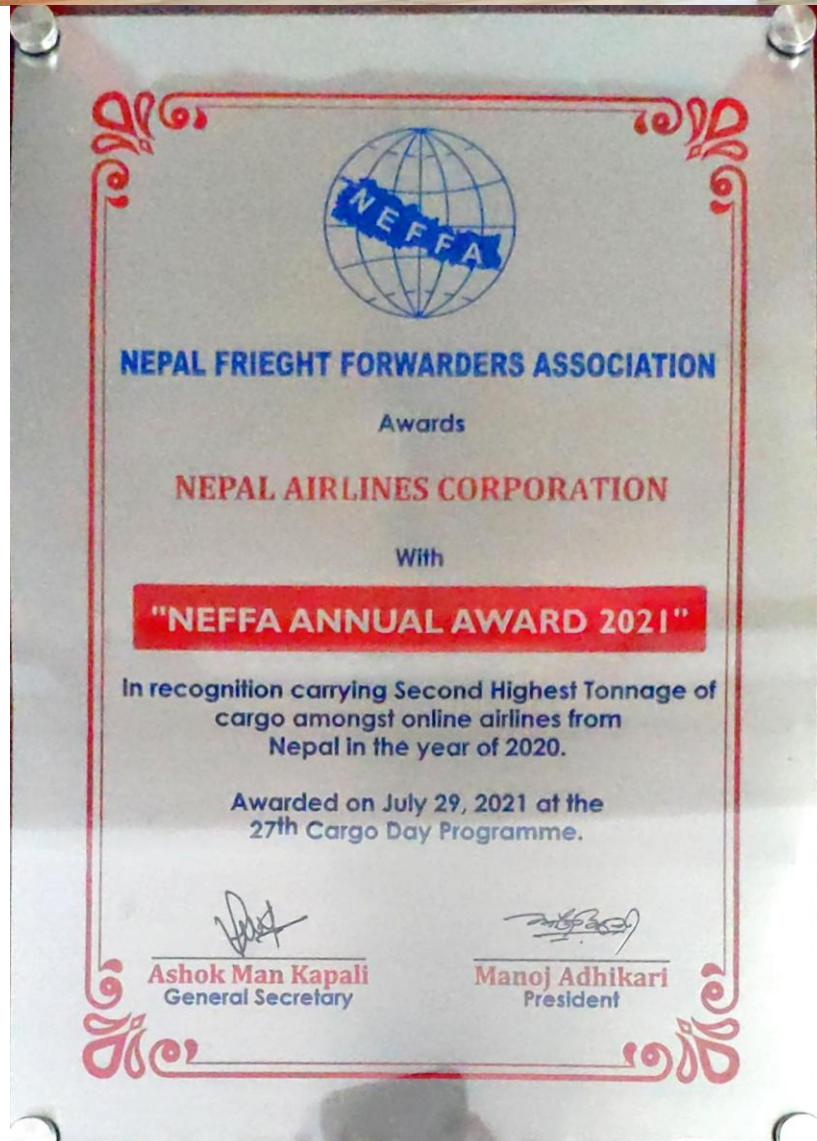 NEFFA
NEPAL FRIEGHT FORWARDERS ASSOCIATION
Awards
NEPAL AIRLINES CORPORATION
With
"NEFFA ANNUAL AWARD 2021"
In recognition carrying Second Highest Tonnage of
cargo amongst online airlines from
Nepal in the year of 2020.
Awarded on July 29, 2021 at the
27th Cargo Day Programme.
Ashok Man Kapali
General Secretary
Manoj Adhikari
President